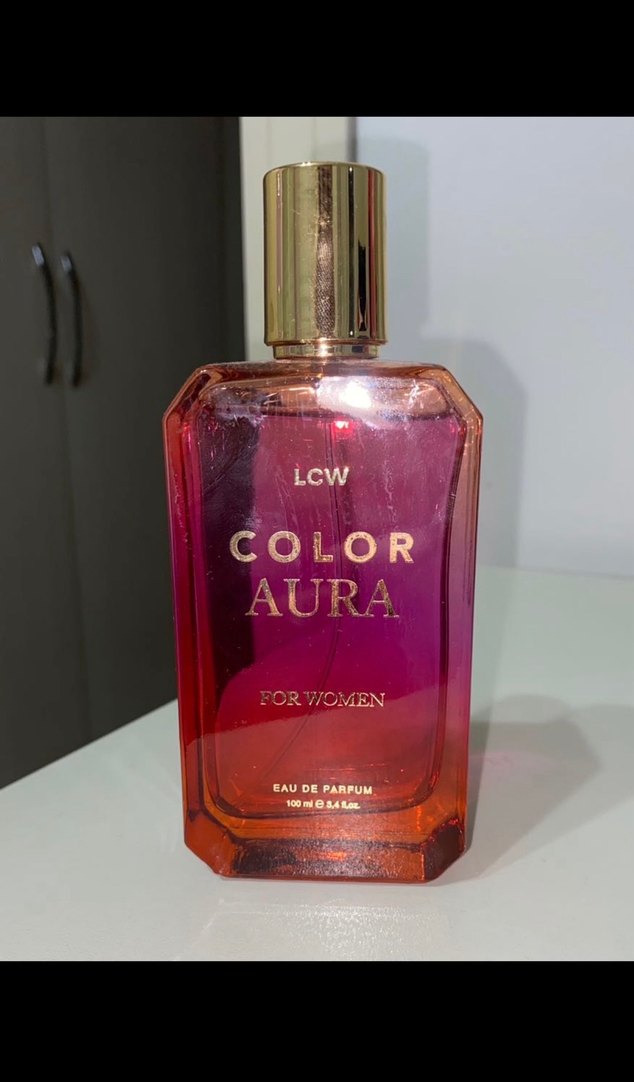 LCW
COLOR
AURA
FOR WOMEN
EAU DE PARFUM
100 ml ℮ 3,4 fl.oz.